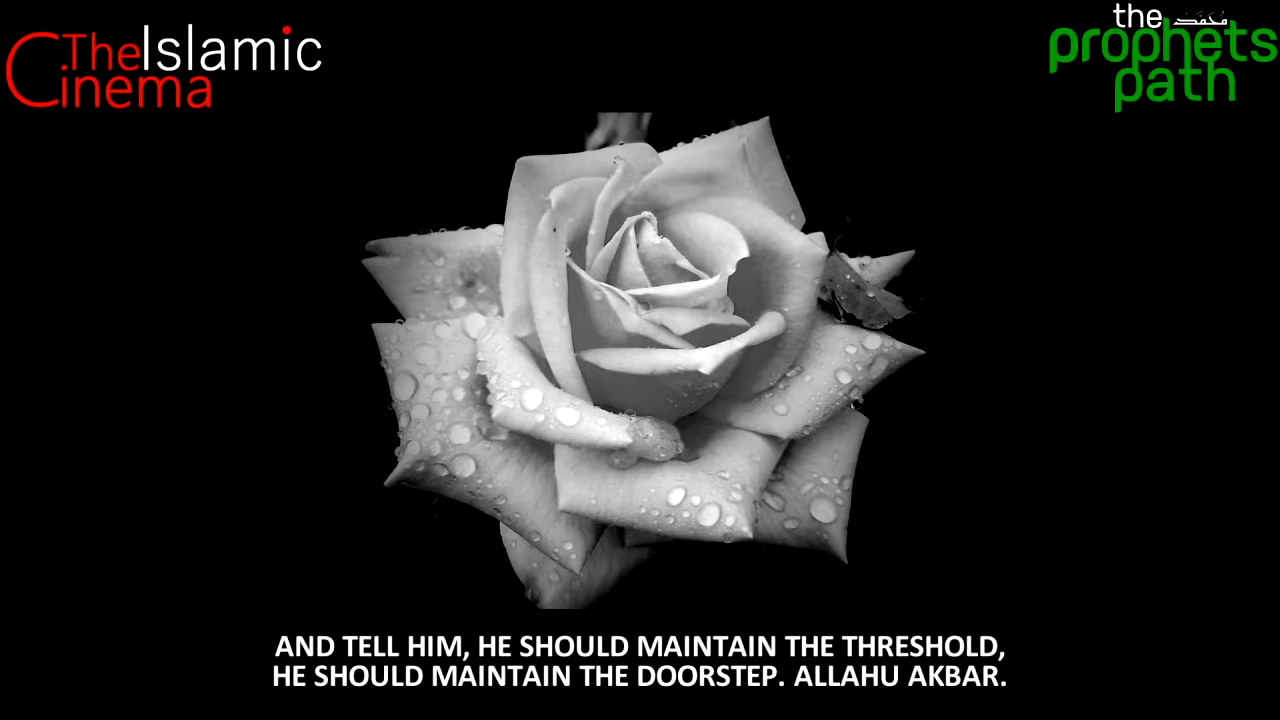 TheIslamic
Cinema
the محمد
prophets
path
AND TELL HIM, HE SHOULD MAINTAIN THE THRESHOLD,
HE SHOULD MAINTAIN THE DOORSTEP. ALLAHU AKBAR.